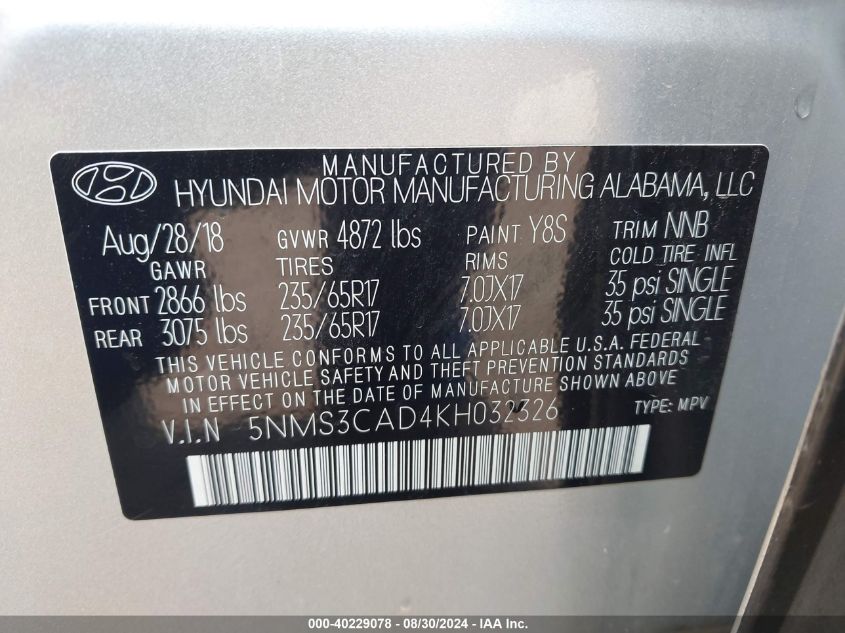 MANUFACTURED BY
HYUNDAI MOTOR MANUFACTURING ALABAMA, LLC
Aug/28/18 GVWR 4872 lbs PAINT Y8S TRIM NNB
GAWR TIRES RIMS COLD TIRE INFL
FRONT 2866 lbs 235/65R17 7.0JX17 35 psi SINGLE
REAR 3075 lbs 235/65R17 7.0JX17 35 psi SINGLE
THIS VEHICLE CONFORMS TO ALL APPLICABLE U.S.A. FEDERAL
MOTOR VEHICLE SAFETY AND THEFT PREVENTION STANDARDS
IN EFFECT ON THE DATE OF MANUFACTURE SHOWN ABOVE
V.I.N 5NMS3CAD4KH032326 TYPE: MPV
000-40229078 - 08/30/2024 - IAA Inc.